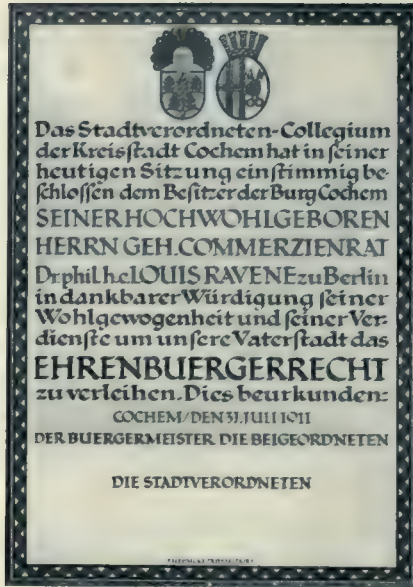 Das Stadtverordneten-Collegium
der Kreisſtadt Cochem hat in ſeiner
heutigen Sitzung einſtimmig be-
ſchloſſen dem Beſitzer der Burg Cochem
SEINER HOCHWOHLGEBOREN
HERRN GEH. COMMERZIENRAT
Dr. phil. h.c. LOUIS RAVENE zu Berlin
in dankbarer Würdigung ſeiner
Wohlgewogenheit und ſeiner Ver-
dienſte um unſere Vaterſtadt das
EHRENBUERGERRECHT
zu verleihen. Dies beurkunden:
COCHEM/DEN 31. JULI 1911
DER BUERGERMEISTER DIE BEIGEORDNETEN
DIE STADTVERORDNETEN